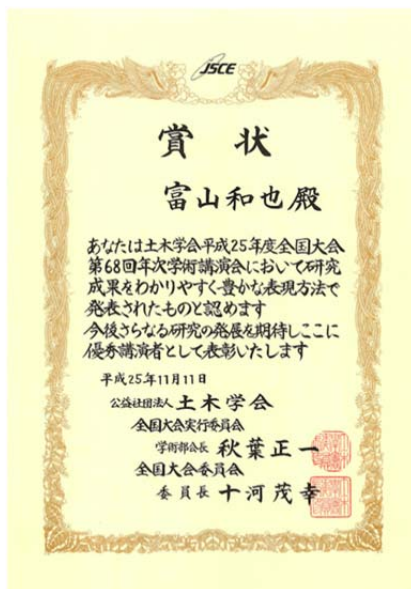 JSCE
賞状
富山和也殿
あなたは土木学会平成25年度全国大会
第68回年次学術講演会において研究
成果をわかりやすく豊かな表現方法で
発表されたものと認めます
今後さらなる研究の発展を期待しここに
優秀講演者として表彰いたします
平成25年11月11日
公益社団法人 土木学会
全国大会実行委員会
学術部会長 秋葉正一
全国大会委員会
委員長 十河茂幸